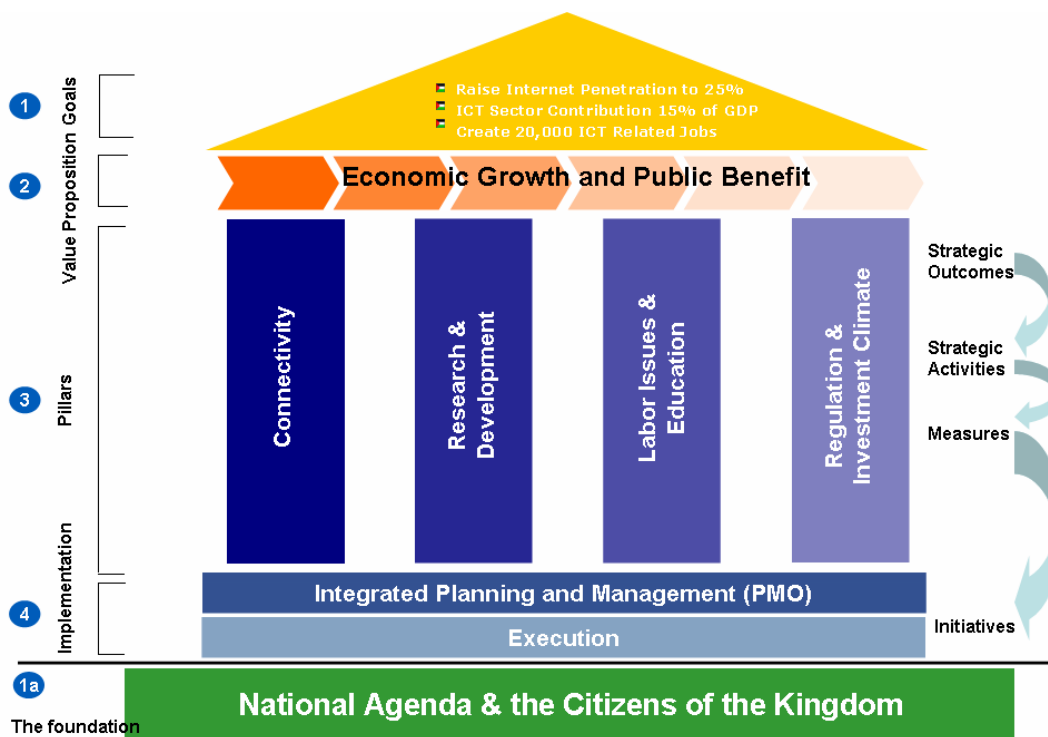 Raise Internet Penetration to 25%
ICT Sector Contribution 15% of GDP
Create 20,000 ICT Related Jobs
1
Goals
2
Value Proposition
Economic Growth and Public Benefit
3
Pillars
Connectivity
Research &
Development
Labor Issues &
Education
Regulation &
Investment Climate
Strategic
Outcomes
Strategic
Activities
Measures
Initiatives
4
Implementation
Integrated Planning and Management (PMO)
Execution
1a
The foundation
National Agenda & the Citizens of the Kingdom